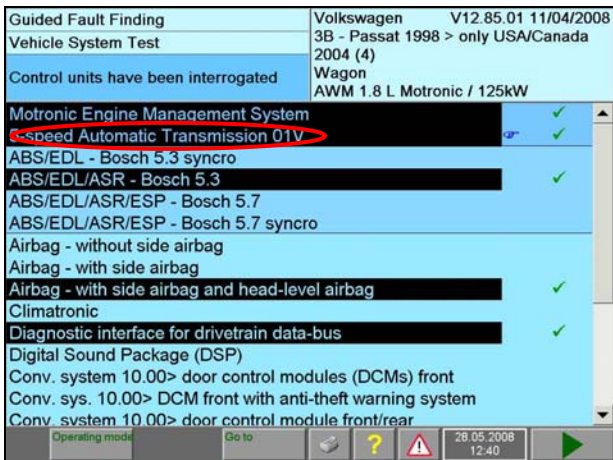 Guided Fault Finding
Volkswagen V12.85.01 11/04/2008
Vehicle System Test
3B - Passat 1998 > only USA/Canada
2004 (4)
Control units have been interrogated
Wagon
AWM 1.8 L Motronic / 125kW
Motronic Engine Management System
5-speed Automatic Transmission 01V
ABS/EDL - Bosch 5.3 syncro
ABS/EDL/ASR - Bosch 5.3
ABS/EDL/ASR/ESP - Bosch 5.7
ABS/EDL/ASR/ESP - Bosch 5.7 syncro
Airbag - without side airbag
Airbag - with side airbag
Airbag - with side airbag and head-level airbag
Climatronic
Diagnostic interface for drivetrain data-bus
Digital Sound Package (DSP)
Conv. system 10.00> door control modules (DCMs) front
Conv. sys. 10.00> DCM front with anti-theft warning system
Conv. system 10.00> door control module front/rear
Operating mode
Go to
?
28.05.2008
12:40